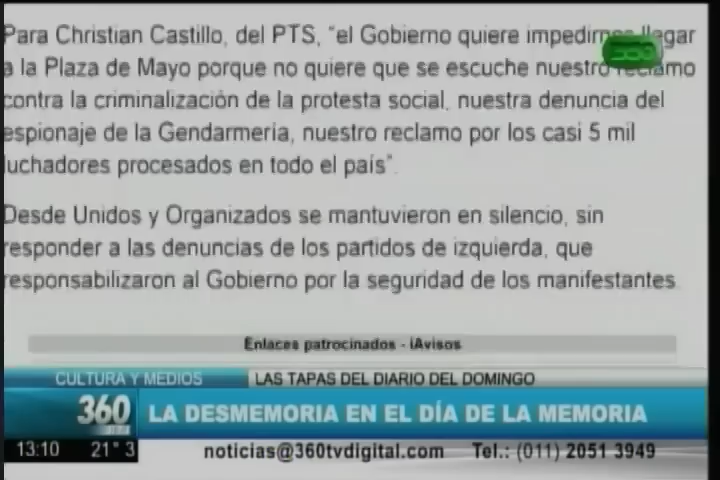 Para Christian Castillo, del PTS, "el Gobierno quiere impedirnos llegar
a la Plaza de Mayo porque no quiere que se escuche nuestro reclamo
contra la criminalización de la protesta social, nuestra denuncia del
espionaje de la Gendarmería, nuestro reclamo por los casi 5 mil
luchadores procesados en todo el país".
Desde Unidos y Organizados se mantuvieron en silencio, sin
responder a las denuncias de los partidos de izquierda, que
responsabilizaron al Gobierno por la seguridad de los manifestantes.
Enlaces patrocinados - iAvisos
CULTURA Y MEDIOS LAS TAPAS DEL DIARIO DEL DOMINGO
360 LA DESMEMORIA EN EL DÍA DE LA MEMORIA
13:10 21° 3 noticias@360tvdigital.com Tel.: (011) 2051 3949